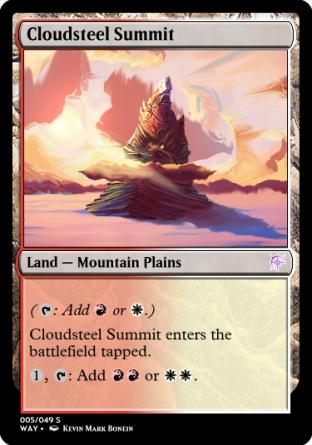 Cloudsteel Summit
Land — Mountain Plains
(T: Add R or W.)
Cloudsteel Summit enters the
battlefield tapped.
1, T: Add RR or WW.
005/049 S
WAY • Kevin Mark Bonein